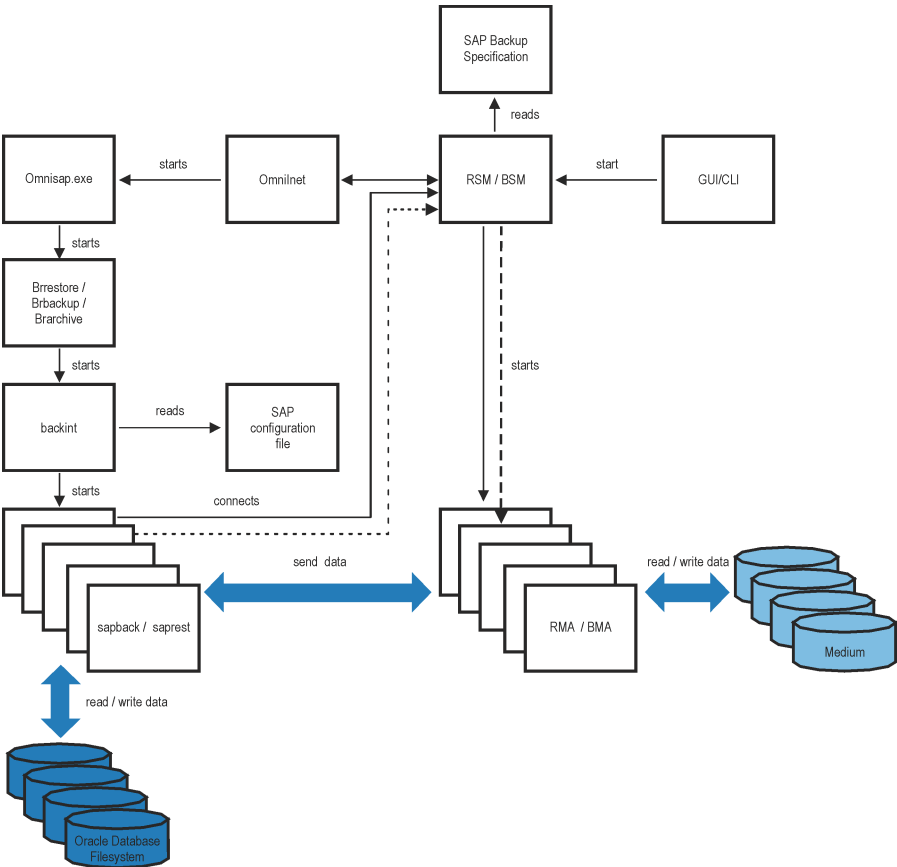 SAP Backup
Specification
reads
Omnisap.exe
starts
OmniInet
RSM / BSM
start
GUI/CLI
starts
Brrestore /
Brbackup /
Brarchive
starts
starts
backint
reads
SAP
configuration
file
starts
connects
send data
read / write data
sapback / saprest
RMA / BMA
Medium
read / write data
Oracle Database
Filesystem